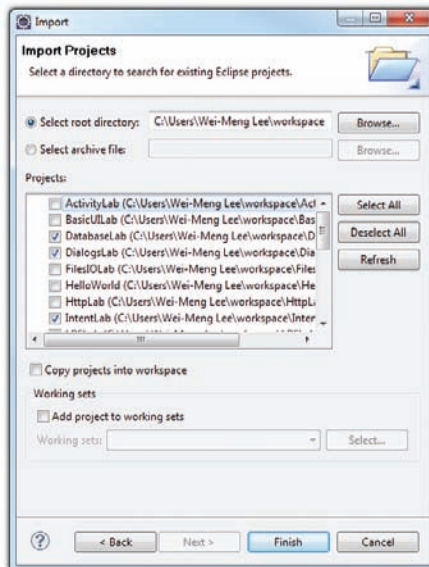 Import
Import Projects
Select a directory to search for existing Eclipse projects.
Select root directory: C:\Users\Wei-Meng Lee\workspace Browse...
Select archive file: Browse...
Projects:
ActivityLab (C:\Users\Wei-Meng Lee\workspace\Act
BasicUILab (C:\Users\Wei-Meng Lee\workspace\Bas
DatabaseLab (C:\Users\Wei-Meng Lee\workspace\D
DialogsLab (C:\Users\Wei-Meng Lee\workspace\Dia
FilesIOLab (C:\Users\Wei-Meng Lee\workspace\Files
HelloWorld (C:\Users\Wei-Meng Lee\workspace\He
HttpLab (C:\Users\Wei-Meng Lee\workspace\HttpL
IntentLab (C:\Users\Wei-Meng Lee\workspace\Inter
Select All
Deselect All
Refresh
Copy projects into workspace
Working sets
Add project to working sets
Working sets: Select...
? < Back Next > Finish Cancel